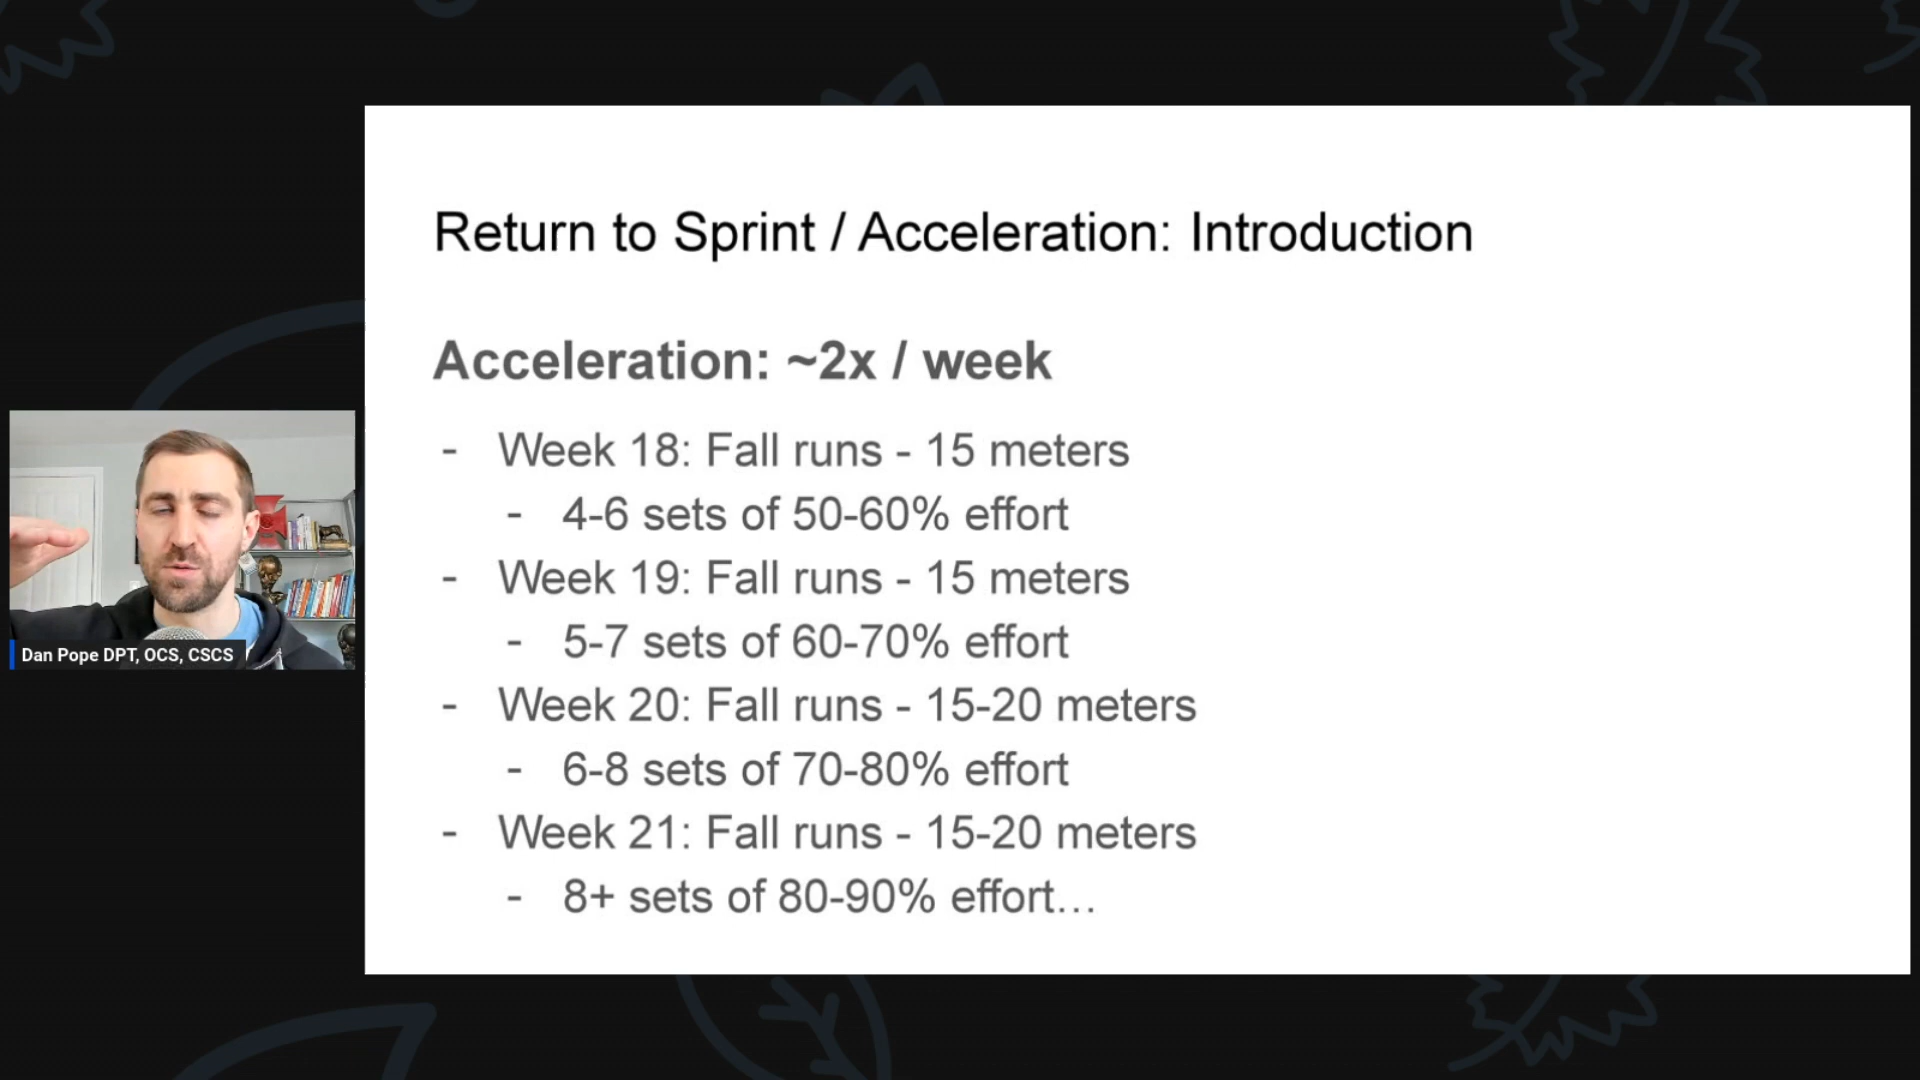 Return to Sprint / Acceleration: Introduction
Acceleration: ~2x / week
- Week 18: Fall runs - 15 meters
- 4-6 sets of 50-60% effort
- Week 19: Fall runs - 15 meters
- 5-7 sets of 60-70% effort
- Week 20: Fall runs - 15-20 meters
- 6-8 sets of 70-80% effort
- Week 21: Fall runs - 15-20 meters
- 8+ sets of 80-90% effort…
Dan Pope DPT, OCS, CSCS